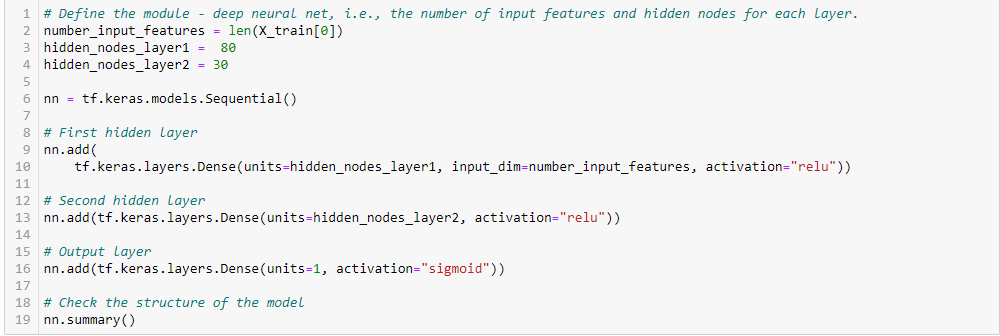 1 # Define the module - deep neural net, i.e., the number of input features and hidden nodes for each layer.
2 number_input_features = len(X_train[0])
3 hidden_nodes_layer1 =  80
4 hidden_nodes_layer2 = 30
5
6 nn = tf.keras.models.Sequential()
7
8 # First hidden layer
9 nn.add(
10     tf.keras.layers.Dense(units=hidden_nodes_layer1, input_dim=number_input_features, activation="relu"))
11
12 # Second hidden layer
13 nn.add(tf.keras.layers.Dense(units=hidden_nodes_layer2, activation="relu"))
14
15 # Output layer
16 nn.add(tf.keras.layers.Dense(units=1, activation="sigmoid"))
17
18 # Check the structure of the model
19 nn.summary()